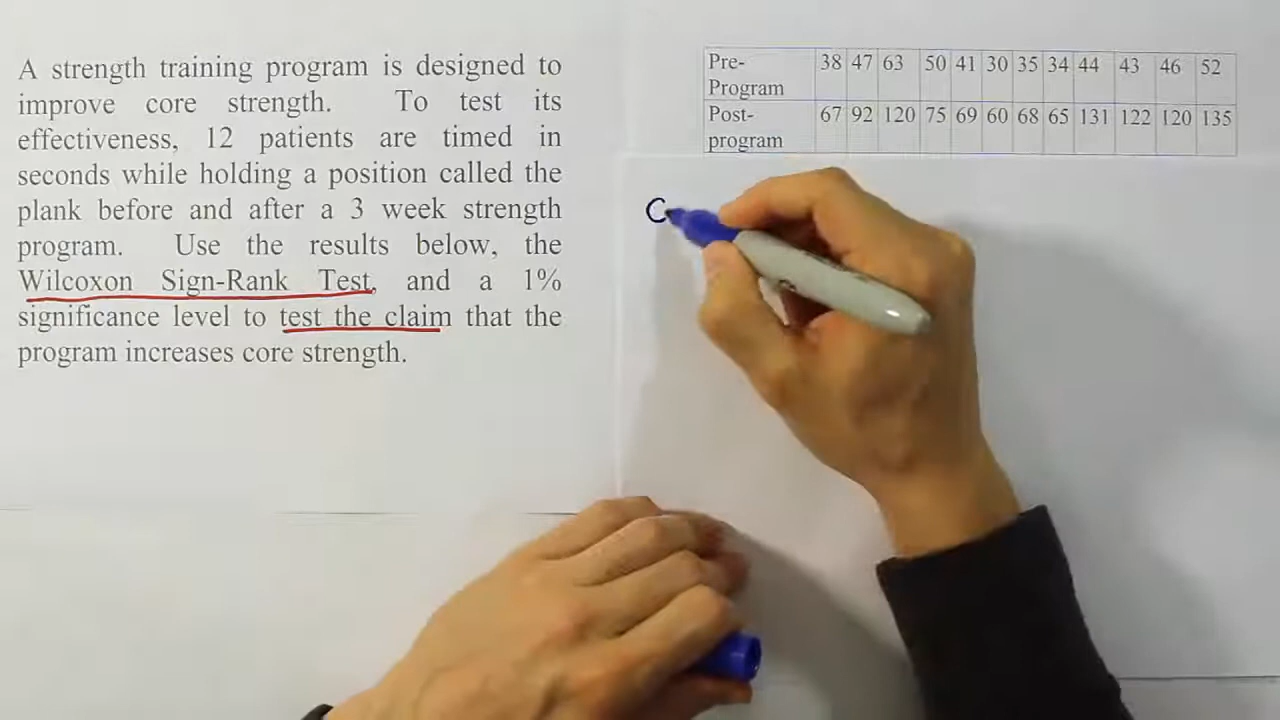 A strength training program is designed to
improve core strength. To test its
effectiveness, 12 patients are timed in
seconds while holding a position called the
plank before and after a 3 week strength
program. Use the results below, the
Wilcoxon Sign-Rank Test, and a 1%
significance level to test the claim that the
program increases core strength.
Pre-Program 38 47 63 50 41 30 35 34 44 43 46 52
Post-program 67 92 120 75 69 60 68 65 131 122 120 135
C